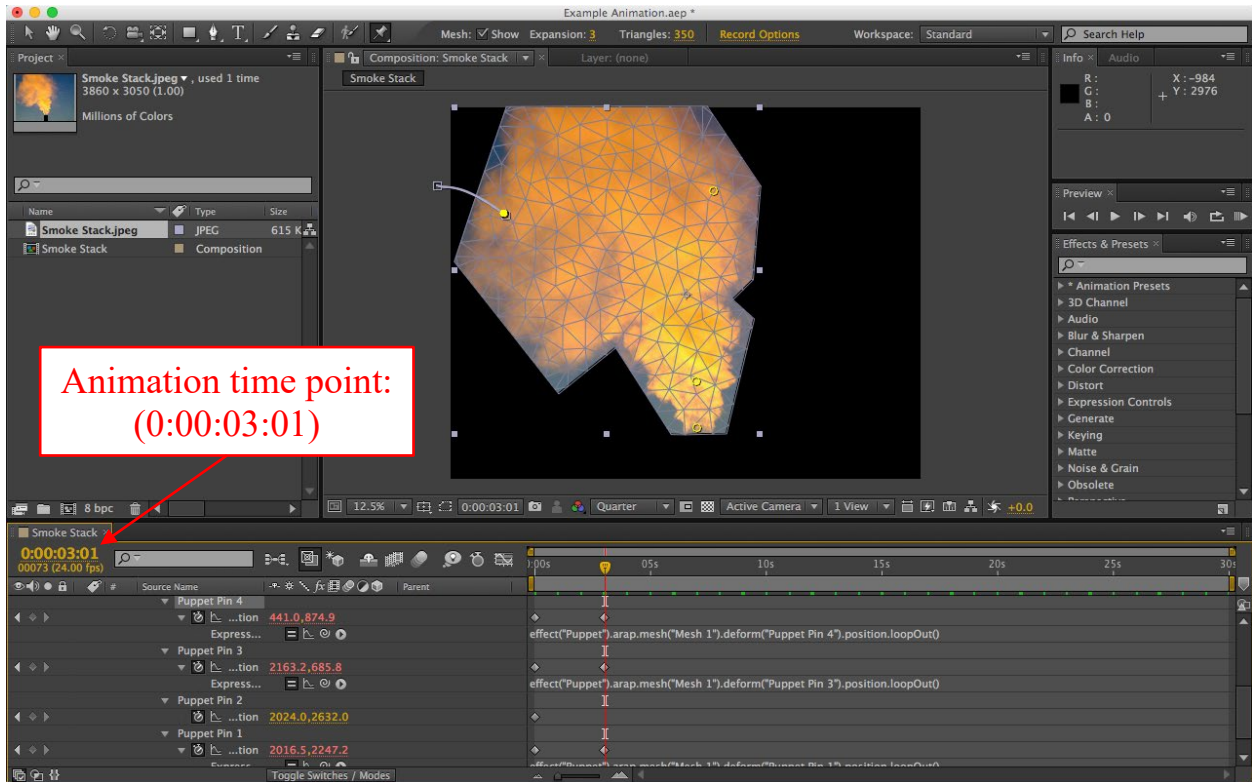 Example Animation.aep *
Mesh: Show Expansion: 3 Triangles: 350 Record Options Workspace: Standard Search Help
Project ×
Smoke Stack.jpeg ▾ , used 1 time
3860 x 3050 (1.00)
Millions of Colors
Name Type Size
Smoke Stack.jpeg JPEG 615 K
Smoke Stack Composition
8 bpc
Composition: Smoke Stack Layer: (none)
Smoke Stack
12.5% 0:00:03:01 Quarter Active Camera 1 View +0.0
Info × Audio
R :
G :
B :
A : 0
X : -984
+ Y : 2976
Preview ×
Effects & Presets ×
* Animation Presets
3D Channel
Audio
Blur & Sharpen
Channel
Color Correction
Distort
Expression Controls
Generate
Keying
Matte
Noise & Grain
Obsolete
Animation time point:
(0:00:03:01)
Smoke Stack ×
0:00:03:01
00073 (24.00 fps)
# Source Name Parent
05s 10s 15s 20s 25s
Puppet Pin 4
...tion 441.0,874.9
Express... effect("Puppet").arap.mesh("Mesh 1").deform("Puppet Pin 4").position.loopOut()
Puppet Pin 3
...tion 2163.2,685.8
Express... effect("Puppet").arap.mesh("Mesh 1").deform("Puppet Pin 3").position.loopOut()
Puppet Pin 2
...tion 2024.0,2632.0
Puppet Pin 1
...tion 2016.5,2247.2
Toggle Switches / Modes